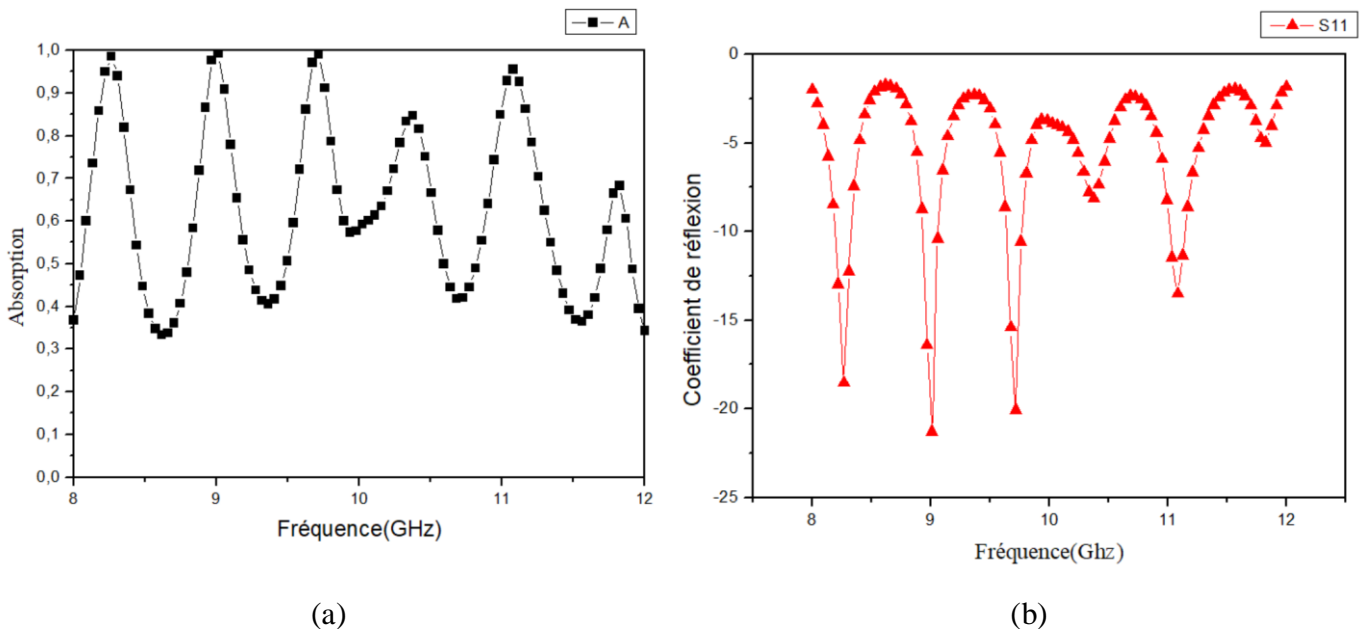 A
1,0
0,9
0,8
0,7
0,6
0,5
0,4
0,3
0,2
0,1
0,0
Absorption
8 9 10 11 12
Fréquence(GHz)
(a)
S11
0
-5
-10
-15
-20
-25
Coefficient de réflexion
8 9 10 11 12
Fréquence(Ghz)
(b)